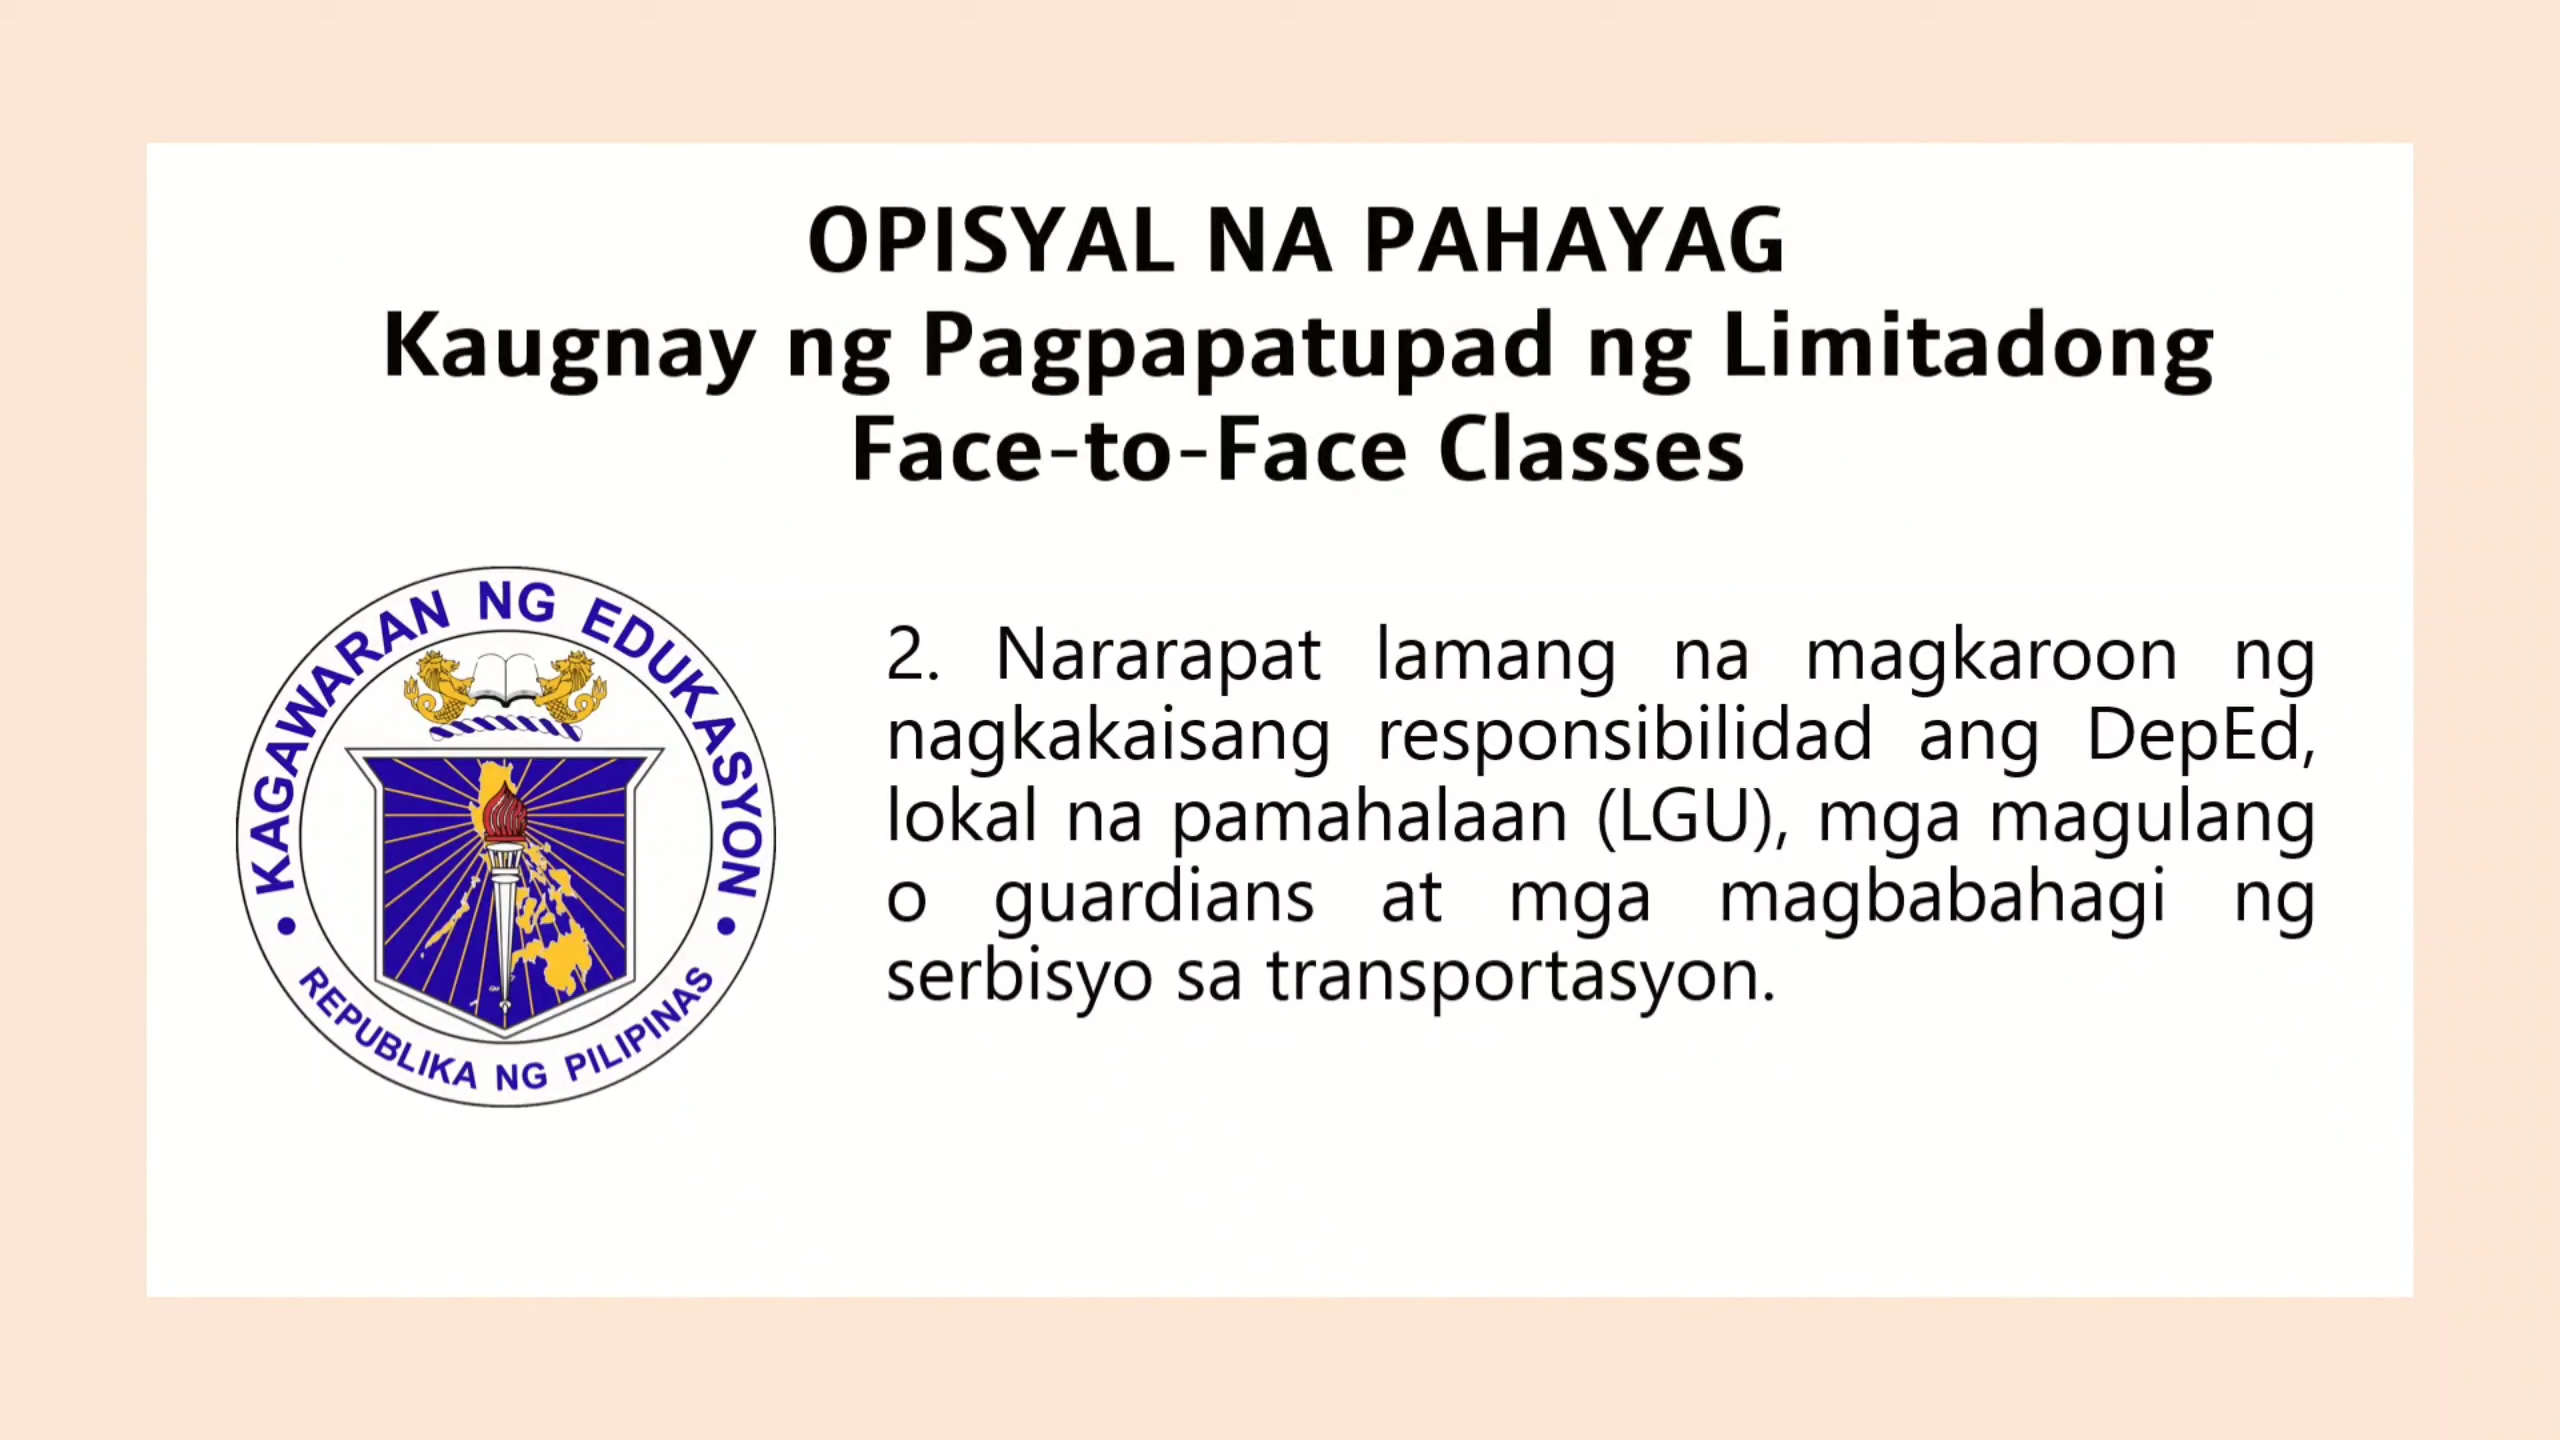 OPISYAL NA PAHAYAG
Kaugnay ng Pagpapatupad ng Limitadong
Face-to-Face Classes
KAGAWARAN NG EDUKASYON
REPUBLIKA NG PILIPINAS
2. Nararapat lamang na magkaroon ng
nagkakaisang responsibilidad ang DepEd,
lokal na pamahalaan (LGU), mga magulang
o guardians at mga magbabahagi ng
serbisyo sa transportasyon.